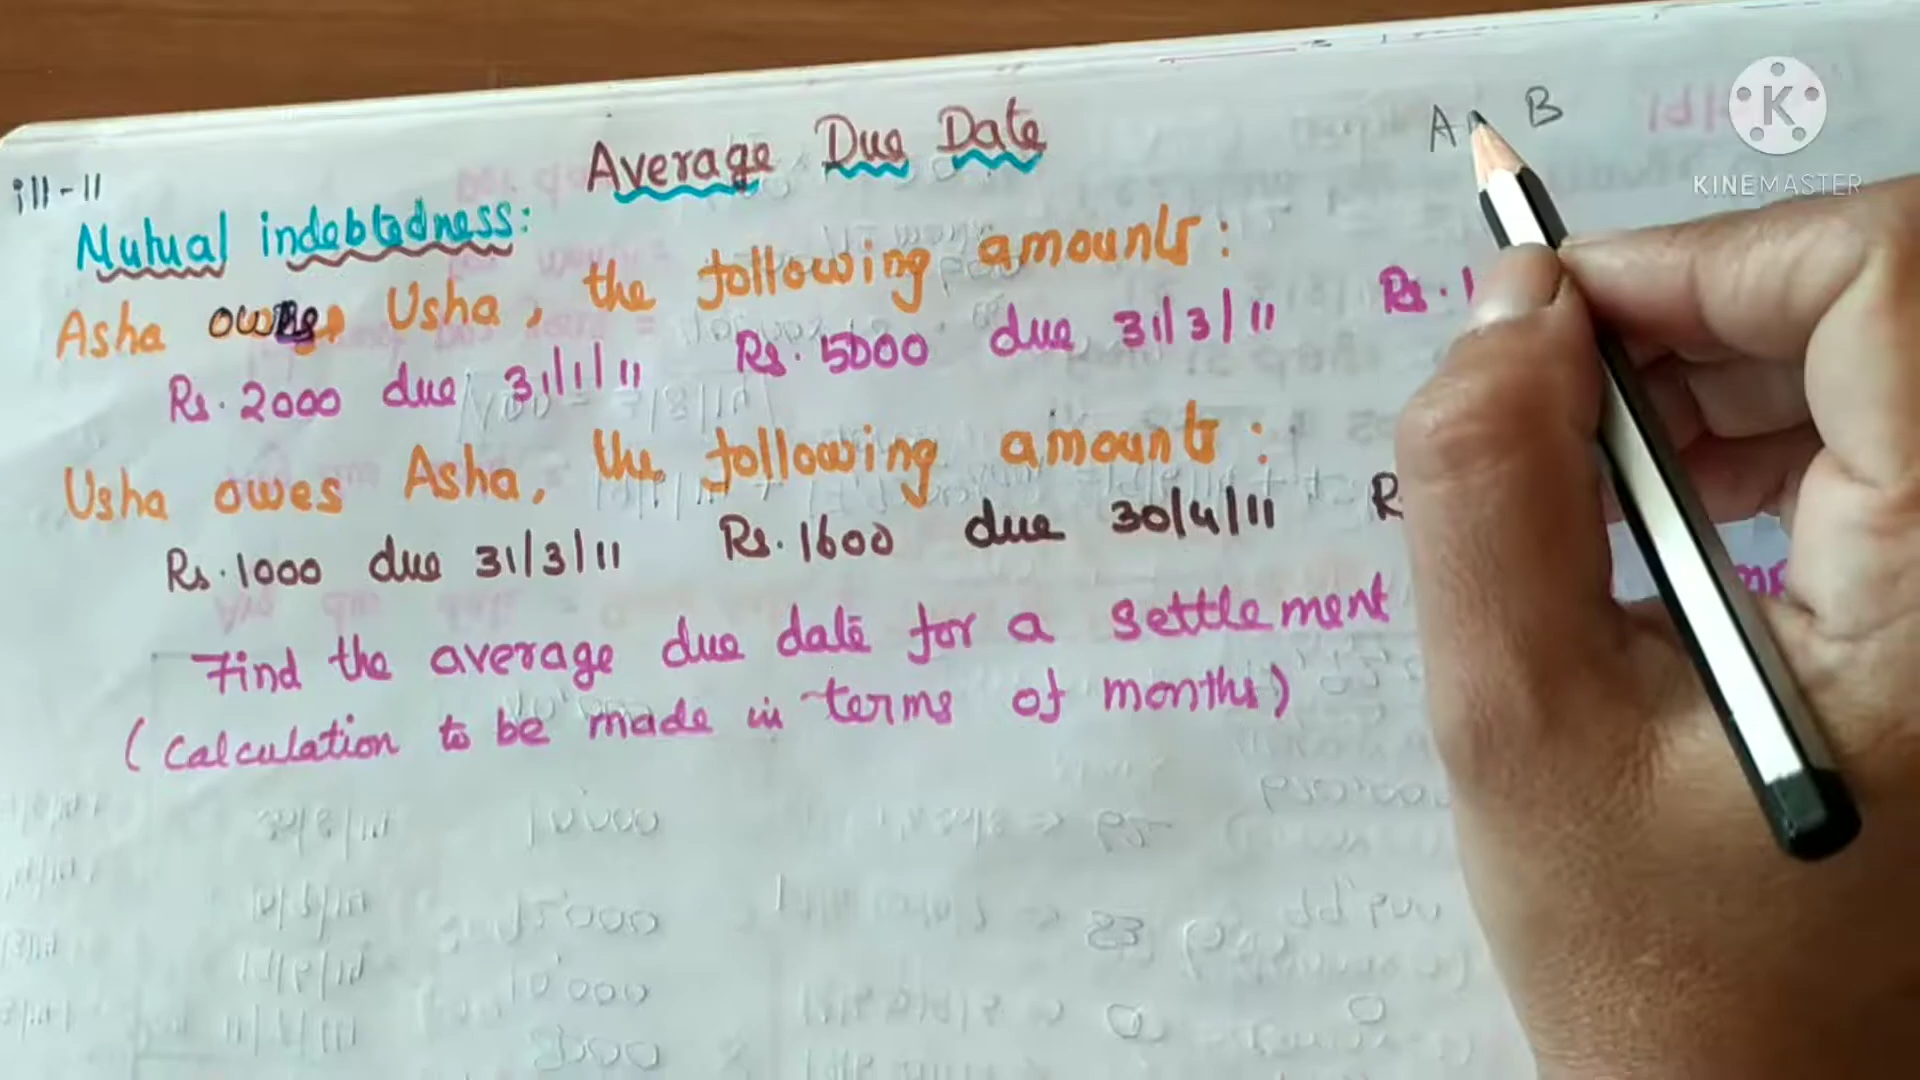 A B
KINEMASTER
Average Due Date
ill-11
Mutual indebtedness:
Asha owes Usha, the following amounts:
Rs. 2000 due 31/1/11 Rs. 5000 due 31/3/11 Rs. 1
Usha owes Asha, the following amounts:
Rs. 1000 due 31/3/11 Rs. 1600 due 30/4/11 R
Find the average due date for a settlement
(Calculation to be made in terms of months)